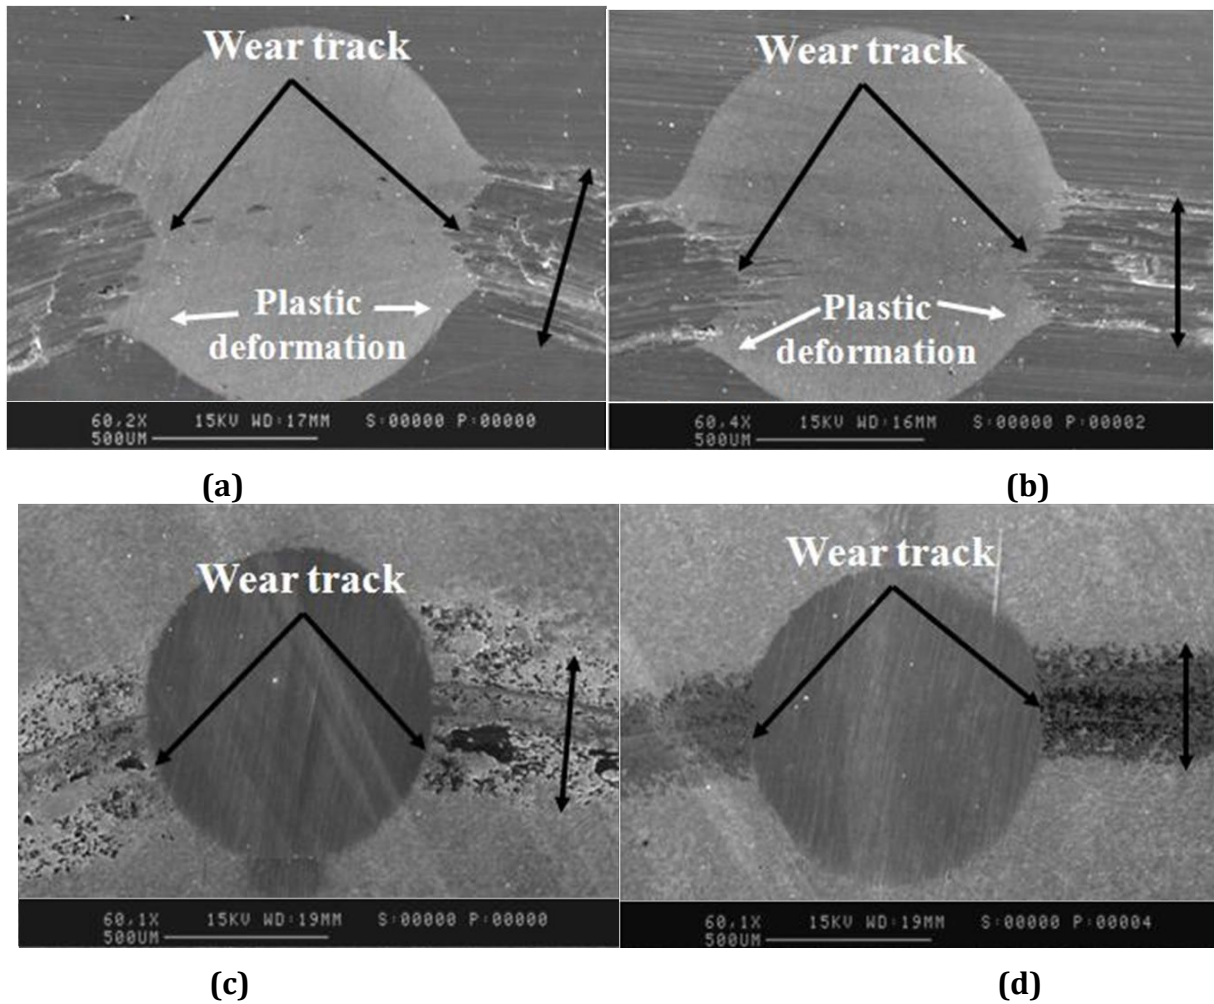 Wear track
Plastic
deformation
60.2X 15KV WD:17MM S:00000 P:00000
500UM
(a)
Wear track
Plastic
deformation
60.4X 15KV WD:16MM S:00000 P:00002
500UM
(b)
Wear track
60.1X 15KV WD:19MM S:00000 P:00000
500UM
(c)
Wear track
60.1X 15KV WD:19MM S:00000 P:00004
500UM
(d)